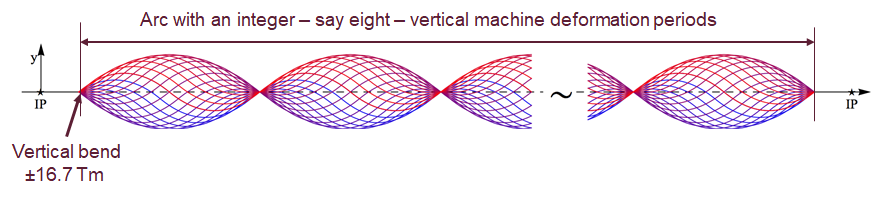 Arc with an integer – say eight – vertical machine deformation periods
y
IP
IP
Vertical bend
±16.7 Tm